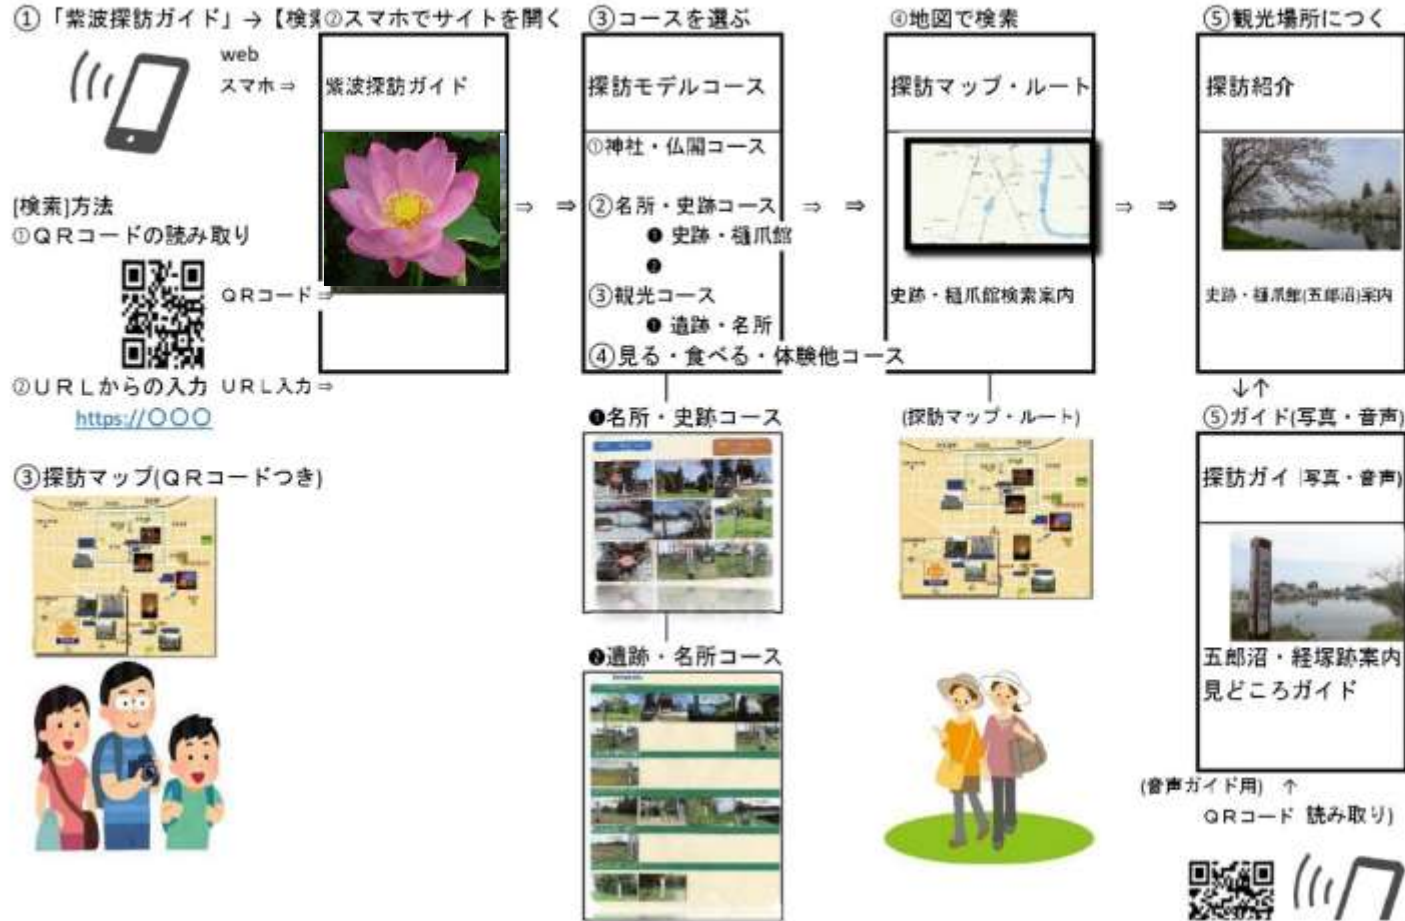 ①「紫波探訪ガイド」→【検索
②スマホでサイトを開く
③コースを選ぶ
④地図で検索
⑤観光場所につく
web
スマホ⇒
紫波探訪ガイド
探訪モデルコース
探訪マップ・ルート
探訪紹介
①神社・仏閣コース
②名所・史跡コース
❶ 史跡・樋爪館
❷
③観光コース
❶ 遺跡・名所
④見る・食べる・体験他コース
⇒ ⇒
⇒ ⇒
⇒ ⇒
史跡・樋爪館検索案内
史跡・樋爪館(五郎沼)案内
[検索]方法
①QRコードの読み取り
QRコード⇒
②URLからの入力 URL入力⇒
https://〇〇〇
③探訪マップ(QRコードつき)
❶名所・史跡コース
❷遺跡・名所コース
(探訪マップ・ルート)
↓↑
⑤ガイド(写真・音声)
探訪ガイ 写真・音声)
五郎沼・経塚跡案内
見どころガイド
(音声ガイド用) ↑
QRコード 読み取り)